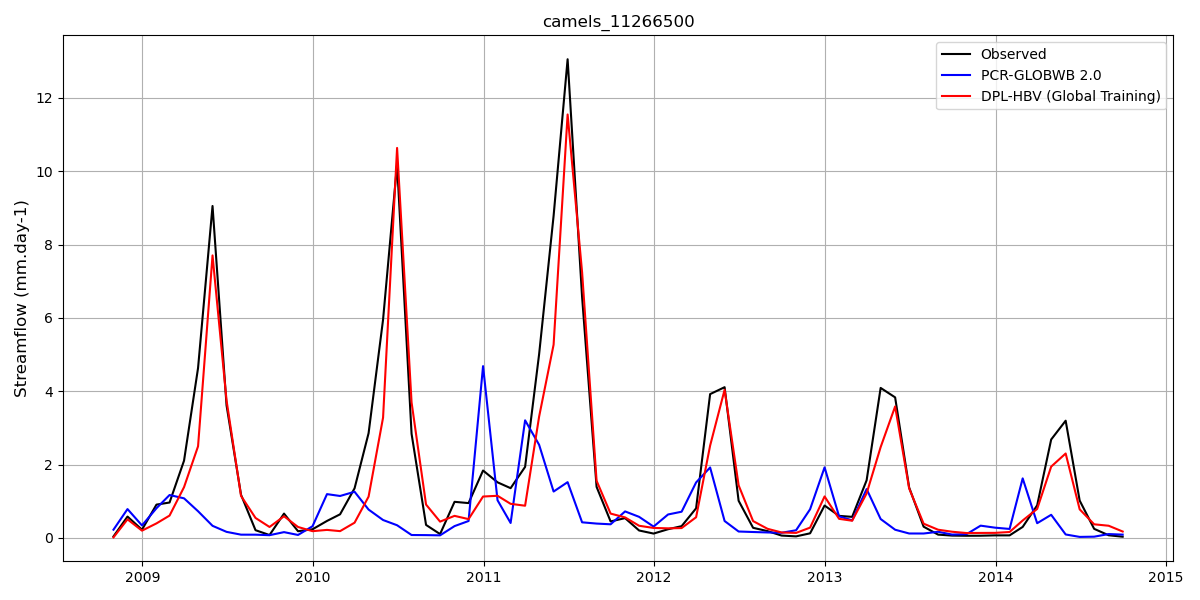 camels_11266500
Streamflow (mm.day-1)
12
10
8
6
4
2
0
Observed
PCR-GLOBWB 2.0
DPL-HBV (Global Training)
2009
2010
2011
2012
2013
2014
2015